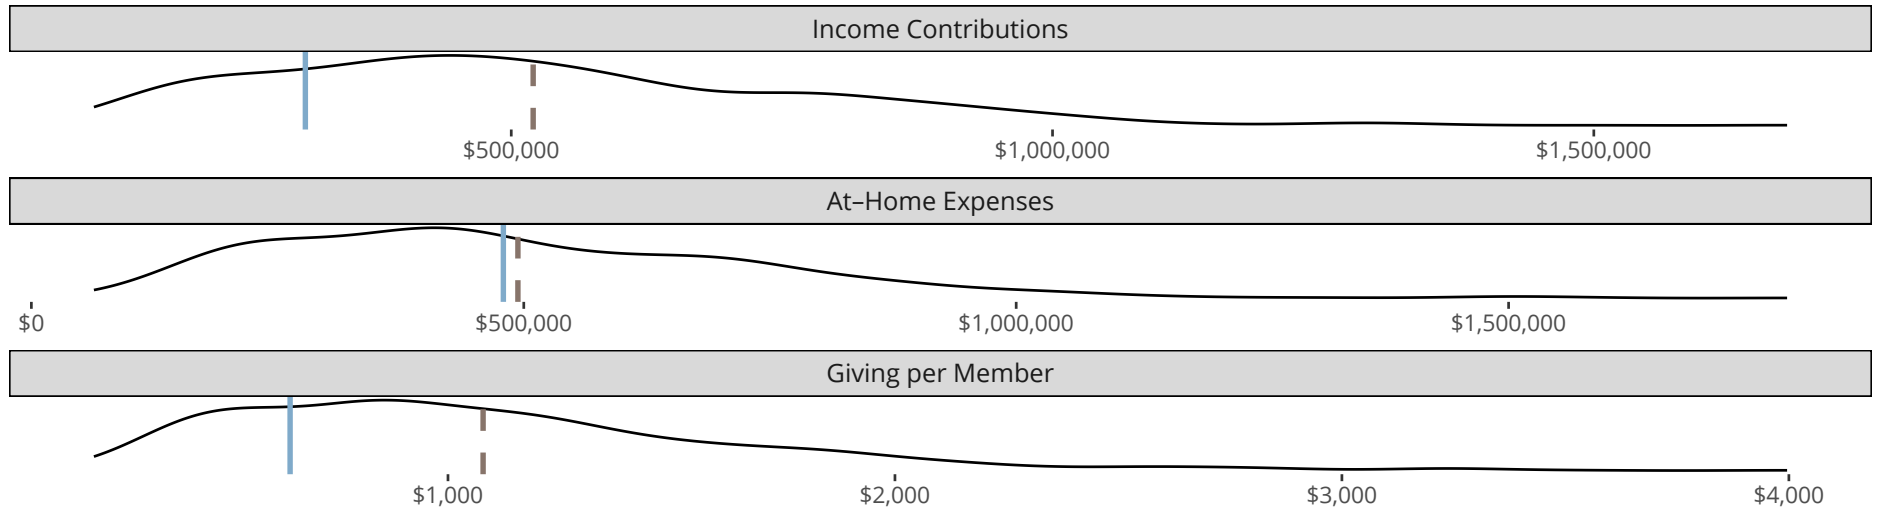 Income Contributions
$500,000 $1,000,000 $1,500,000
At–Home Expenses
$0 $500,000 $1,000,000 $1,500,000
Giving per Member
$1,000 $2,000 $3,000 $4,000